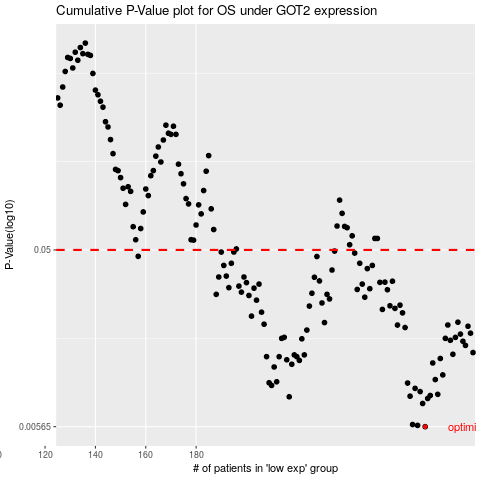 Cumulative P-Value plot for OS under GOT2 expression
P-Value(log10)
0.05
0.00565
optimi
0 120 140 160 180
# of patients in 'low exp' group